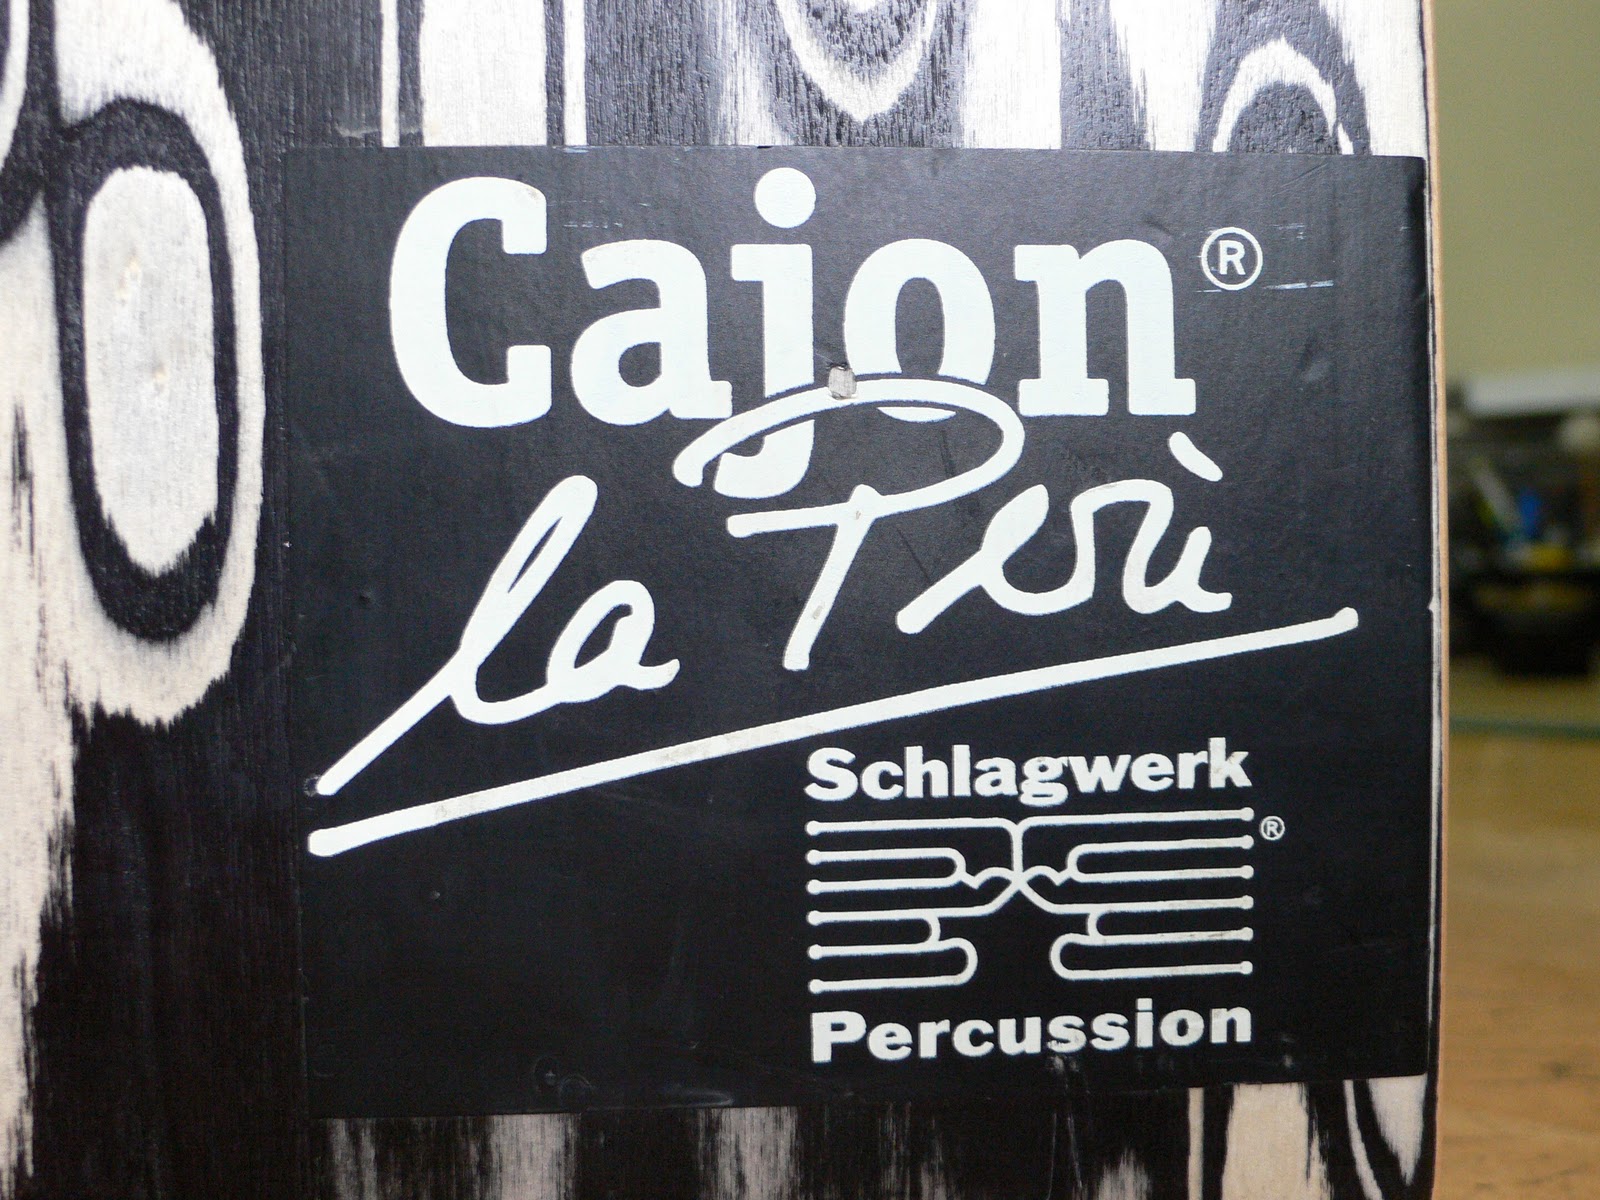 Cajon®
la Perù
Schlagwerk
®
Percussion